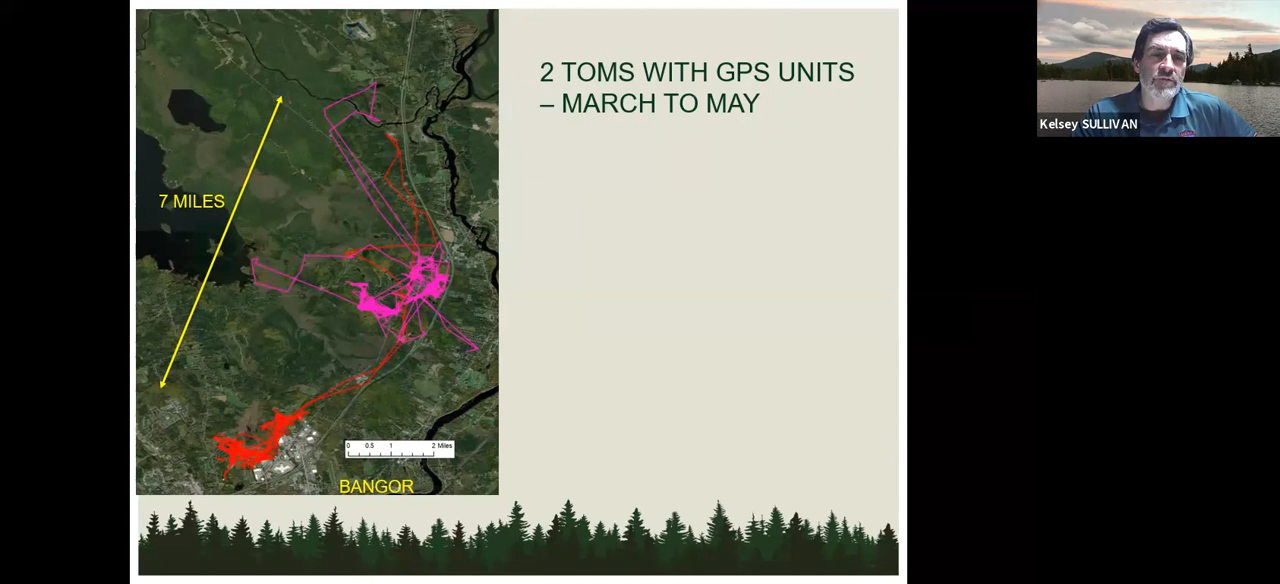 2 TOMS WITH GPS UNITS
– MARCH TO MAY
Kelsey SULLIVAN
7 MILES
0 0.5 1 2 Miles
BANGOR